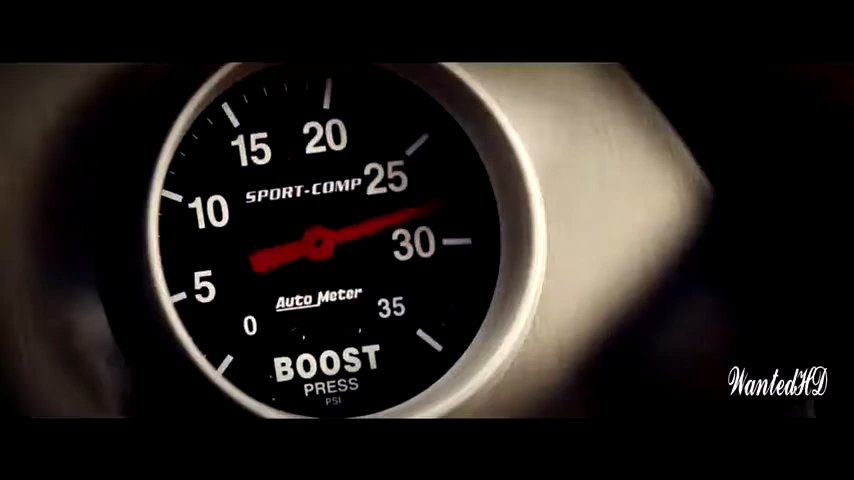 20
15
25
SPORT-COMP
10
30
5
Auto Meter
35
0
BOOST
PRESS
PSI
WantedHD